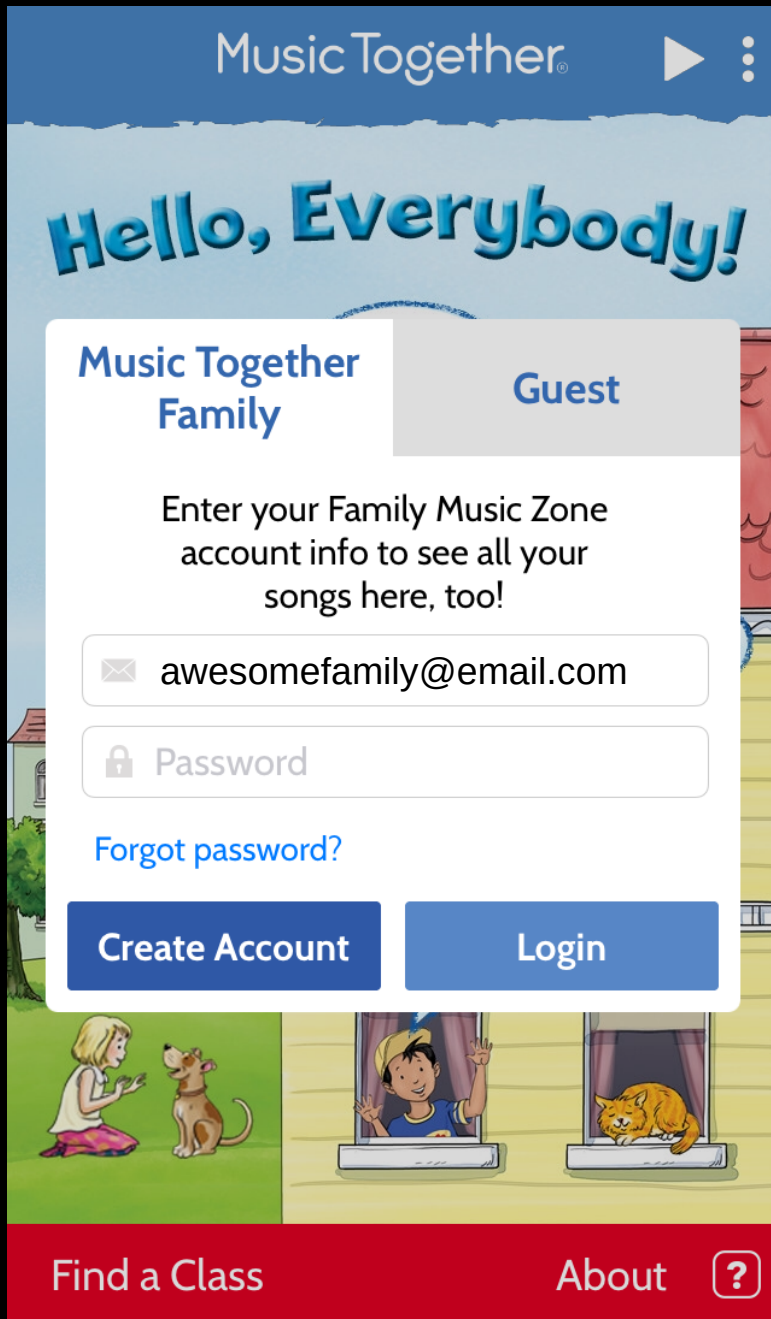 Music Together®
Hello, Everybody!
Music Together
Family
Guest
Enter your Family Music Zone
account info to see all your
songs here, too!
awesomefamily@email.com
Password
Forgot password?
Create Account
Login
Find a Class
About
?